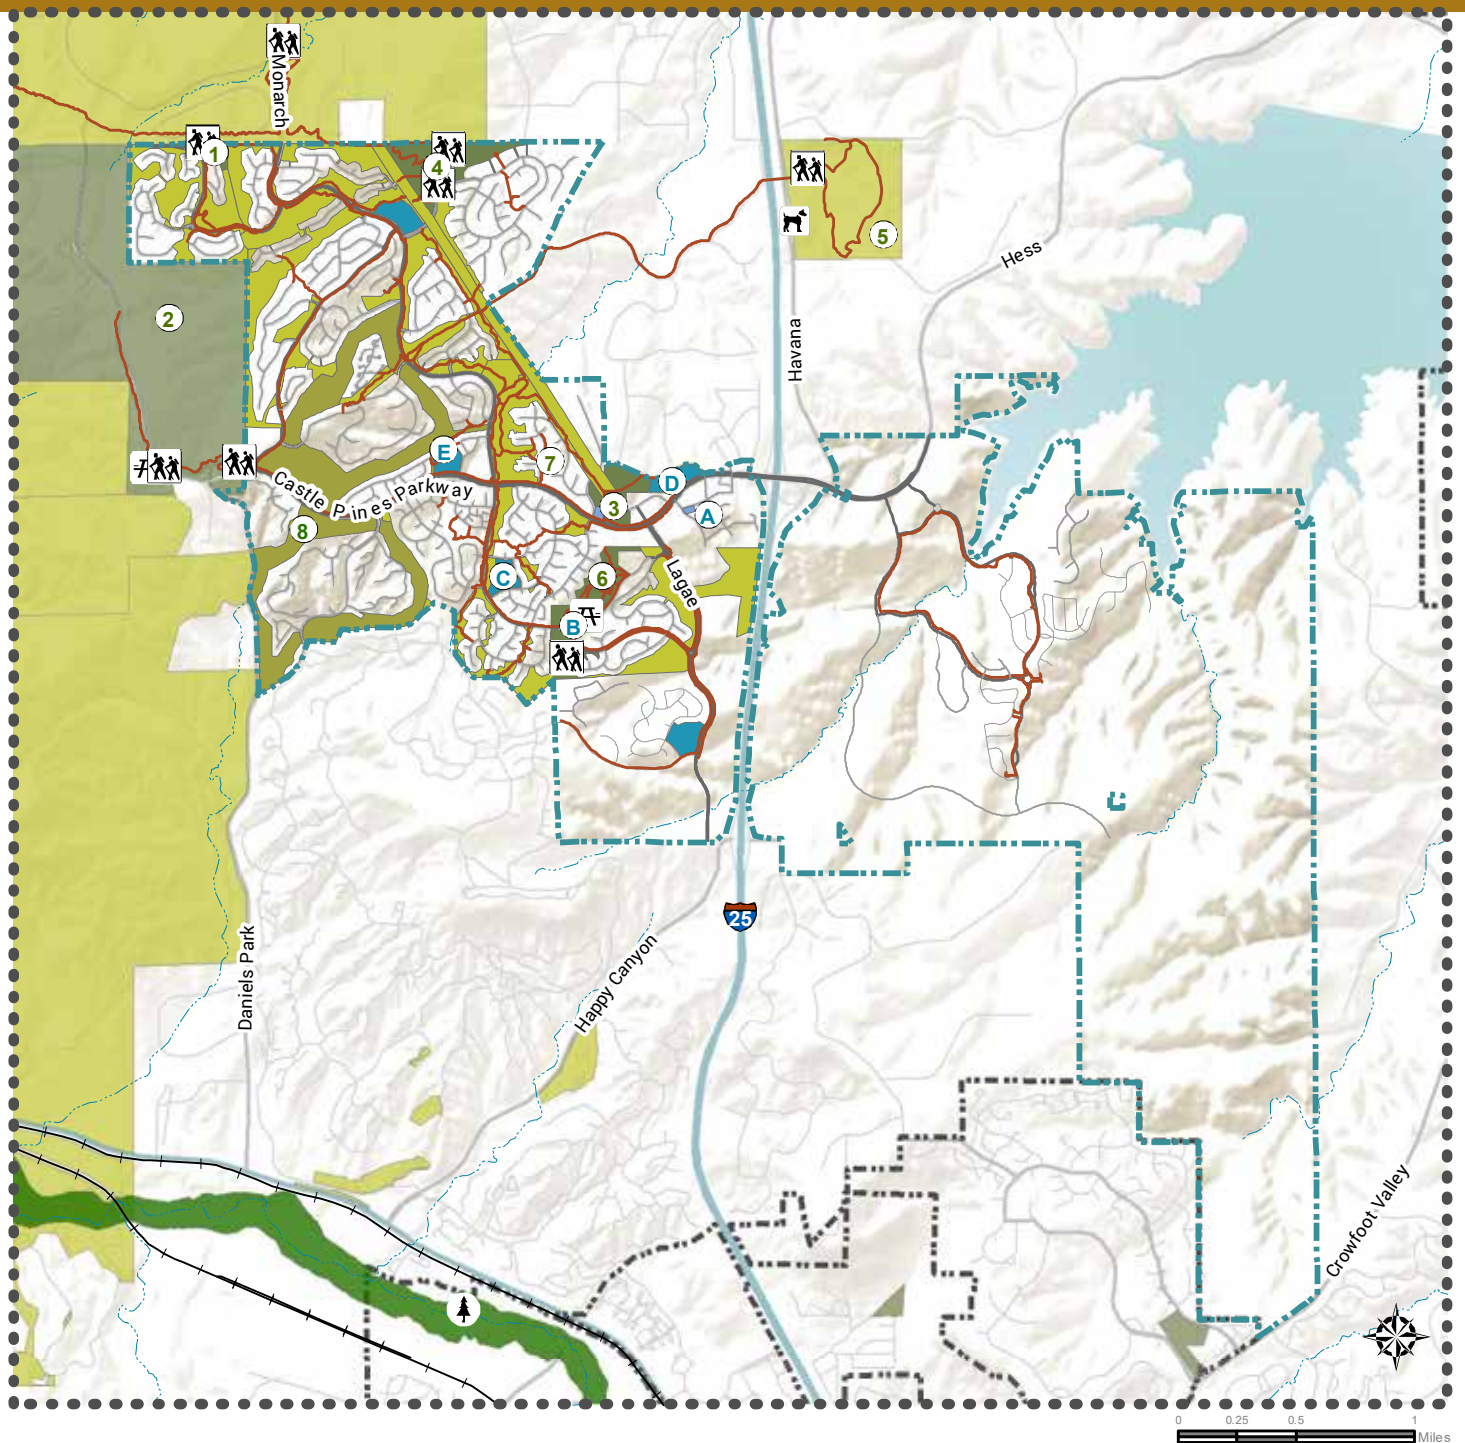 Monarch
1
4
5
Hess
2
Havana
E
7
Castle Pines Parkway
D
3
A
8
C
6
Lagae
B
25
Daniels Park
Happy Canyon
Crowfoot Valley
0 0.25 0.5 1
Miles